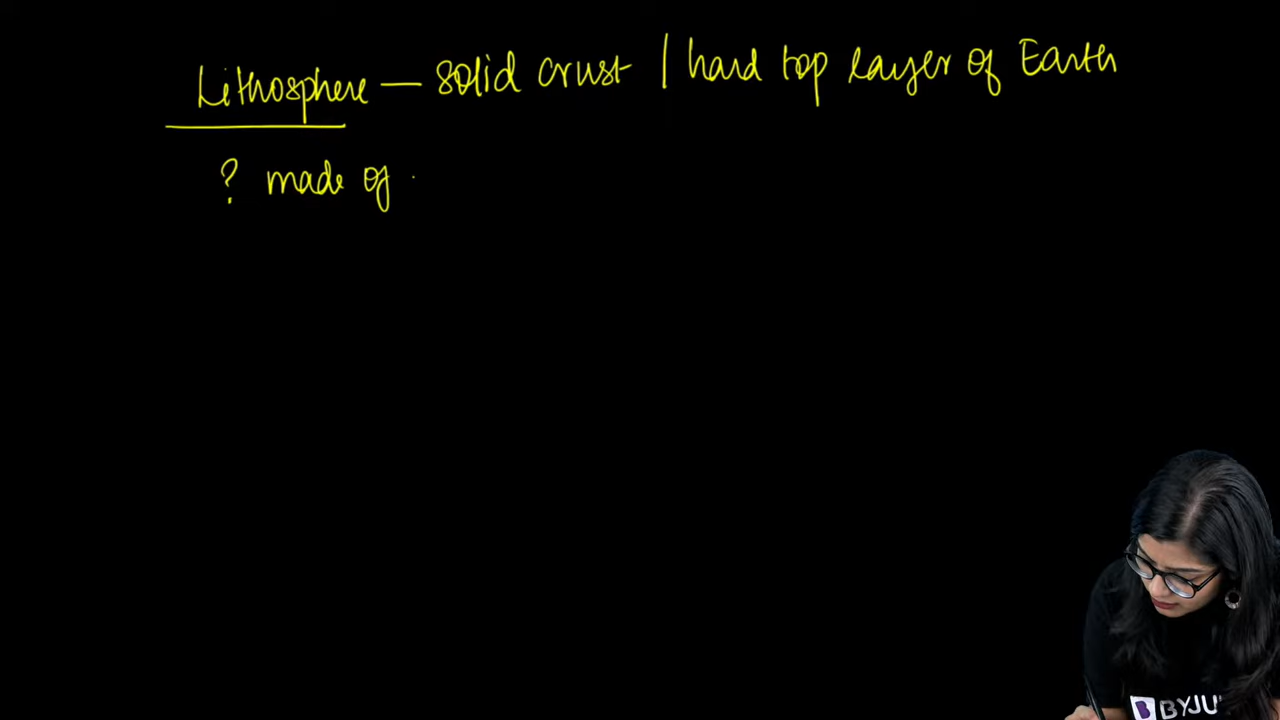 Lithosphere — solid crust / hard top layer of Earth
? made of
BYJU